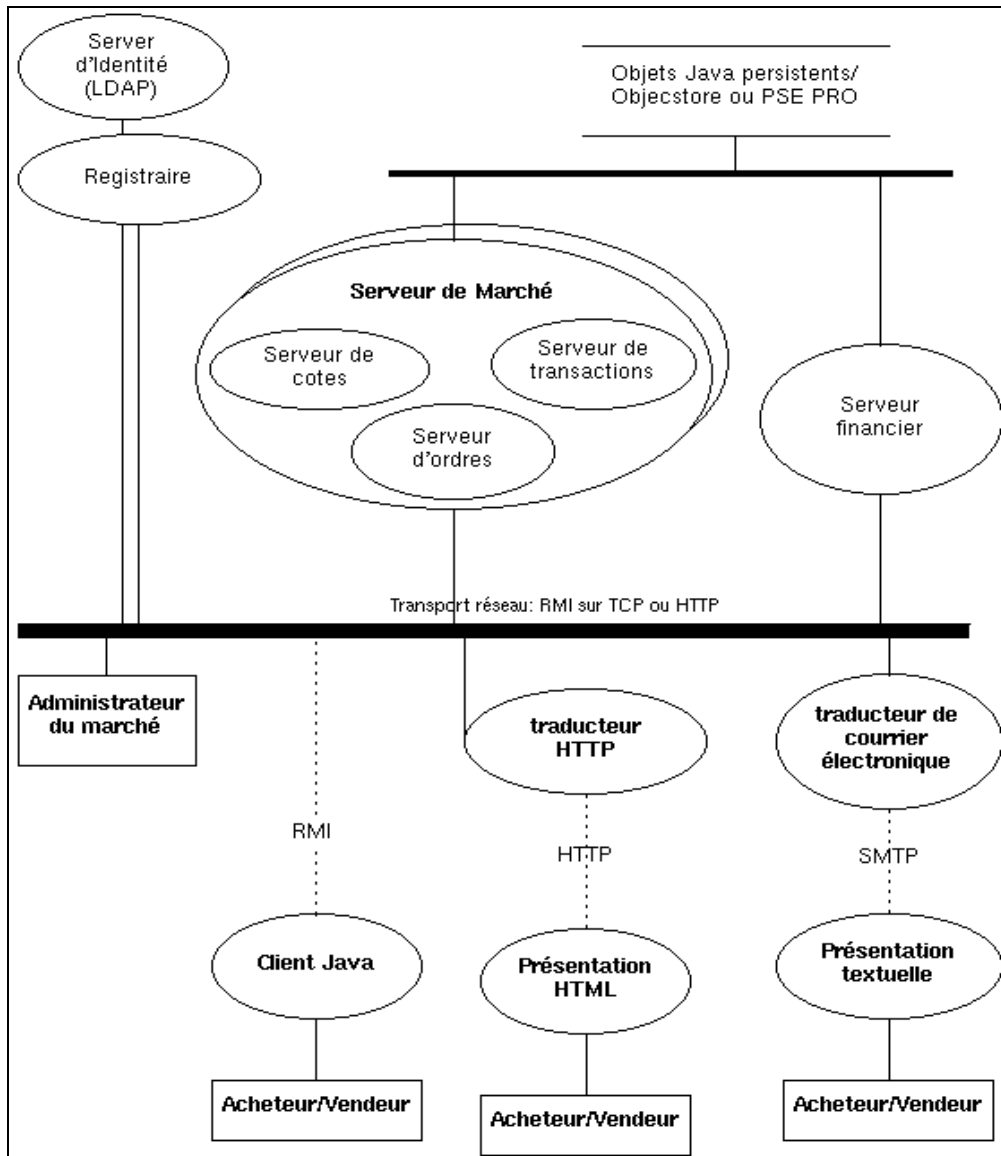 Server
d'Identité
(LDAP)
Objets Java persistents/
Objecstore ou PSE PRO
Registraire
Serveur de Marché
Serveur de
cotes
Serveur de
transactions
Serveur
d'ordres
Serveur
financier
Transport réseau: RMI sur TCP ou HTTP
Administrateur
du marché
traducteur
HTTP
traducteur de
courrier
électronique
RMI
HTTP
SMTP
Client Java
Présentation
HTML
Présentation
textuelle
Acheteur/Vendeur
Acheteur/Vendeur
Acheteur/Vendeur